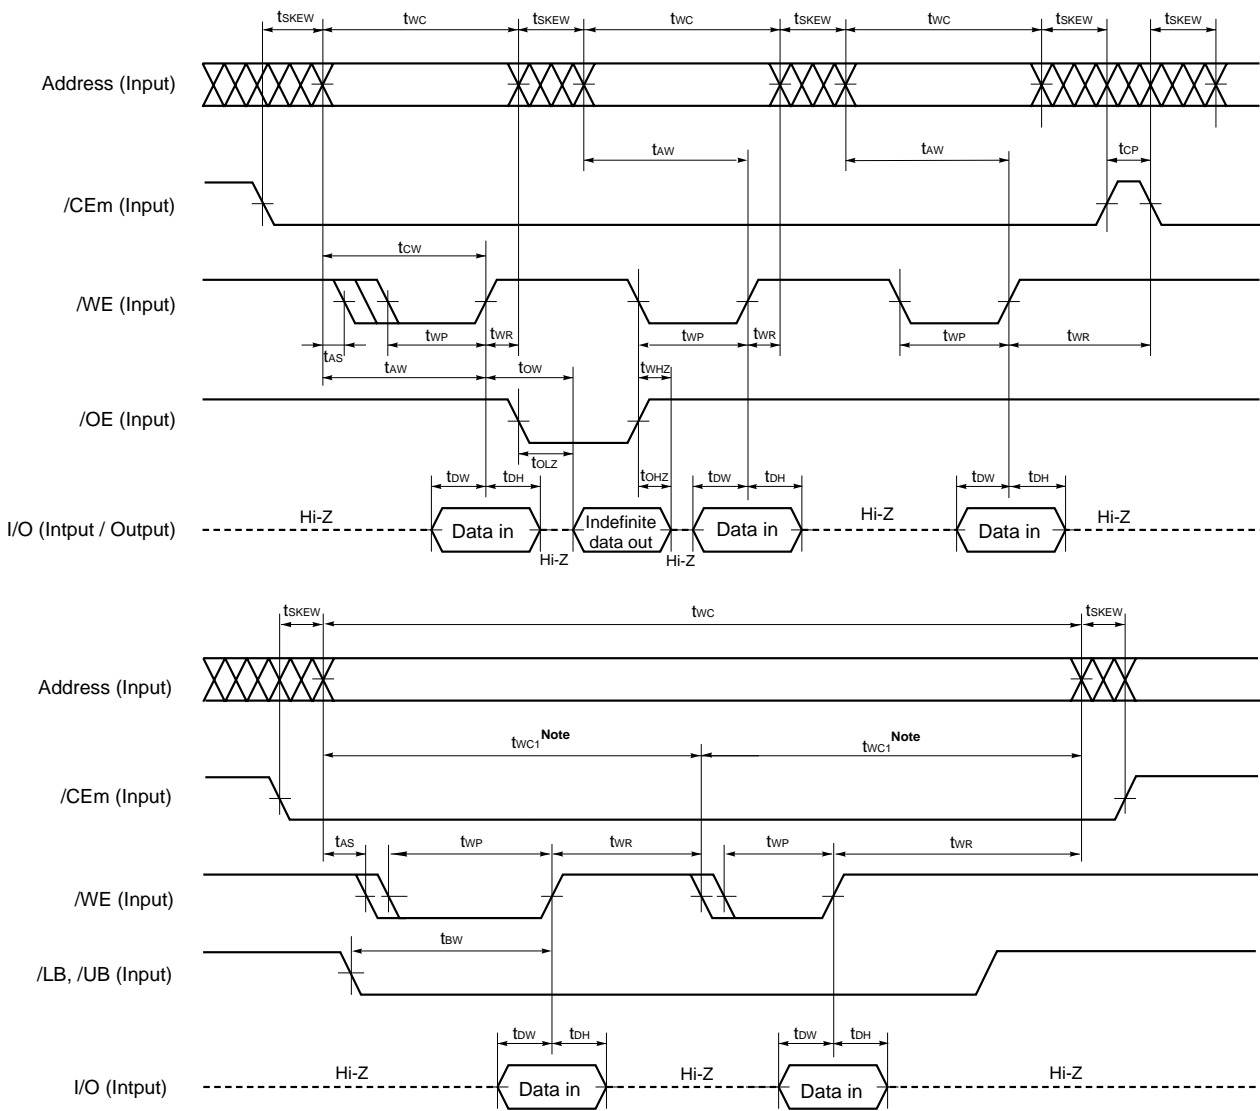 tSKEW tWC tSKEW tWC tSKEW tWC tSKEW tSKEW
Address (Input)
tAW tAW tCP
/CEm (Input)
tCW
/WE (Input)
tAS tWP tWR tWP tWR tWP tWR
tAW tOW tWHZ
/OE (Input)
tOLZ tOHZ
tDW tDH tDW tDH tDW tDH
I/O (Intput / Output)
Hi-Z Data in Hi-Z Indefinite data out Hi-Z Data in Hi-Z Data in Hi-Z
tSKEW tWC tSKEW
Address (Input)
tWC1 Note tWC1 Note
/CEm (Input)
tAS tWP tWR tWP tWR
/WE (Input)
tBW
/LB, /UB (Input)
tDW tDH tDW tDH
I/O (Intput)
Hi-Z Data in Hi-Z Data in Hi-Z